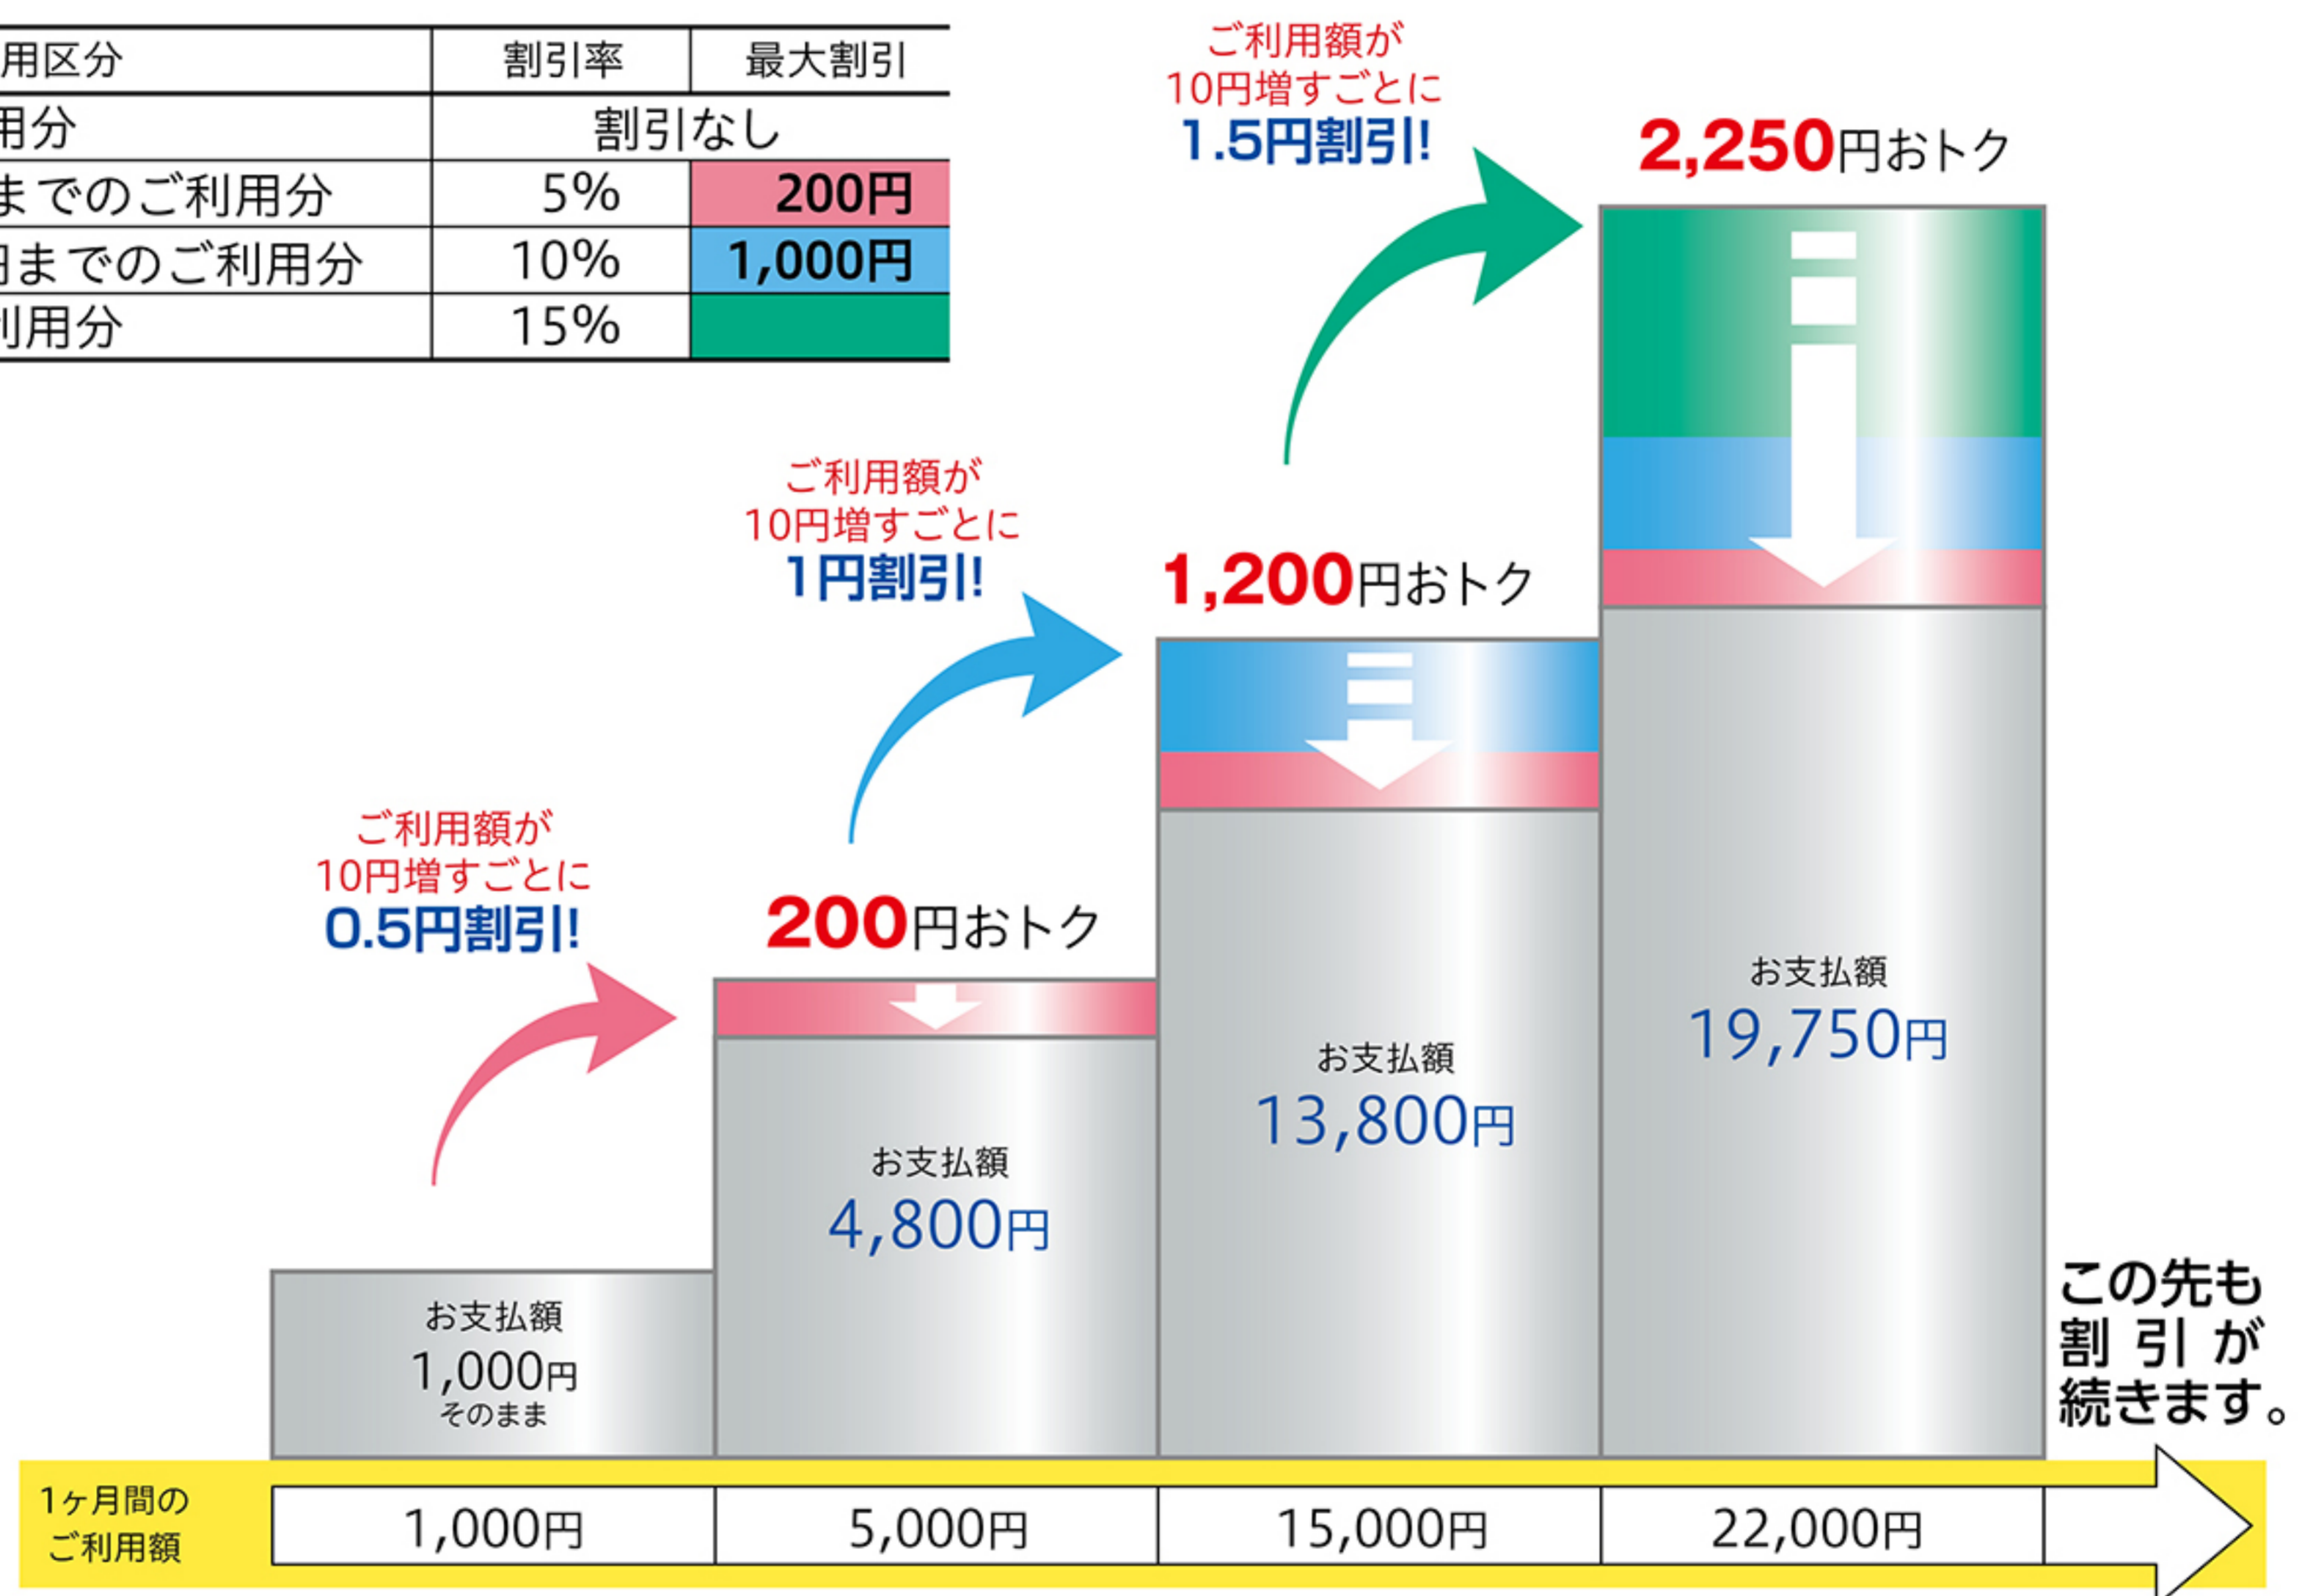 用区分 割引率 最大割引
用分 割引なし
までのご利用分 5% 200円
円までのご利用分 10% 1,000円
利用分 15%
ご利用額が
10円増すごとに
1.5円割引!
2,250円おトク
ご利用額が
10円増すごとに
1円割引!
1,200円おトク
ご利用額が
10円増すごとに
0.5円割引!
200円おトク
お支払額
19,750円
お支払額
13,800円
お支払額
4,800円
お支払額
1,000円
そのまま
この先も
割引が
続きます。
1ヶ月間の
ご利用額
1,000円 5,000円 15,000円 22,000円